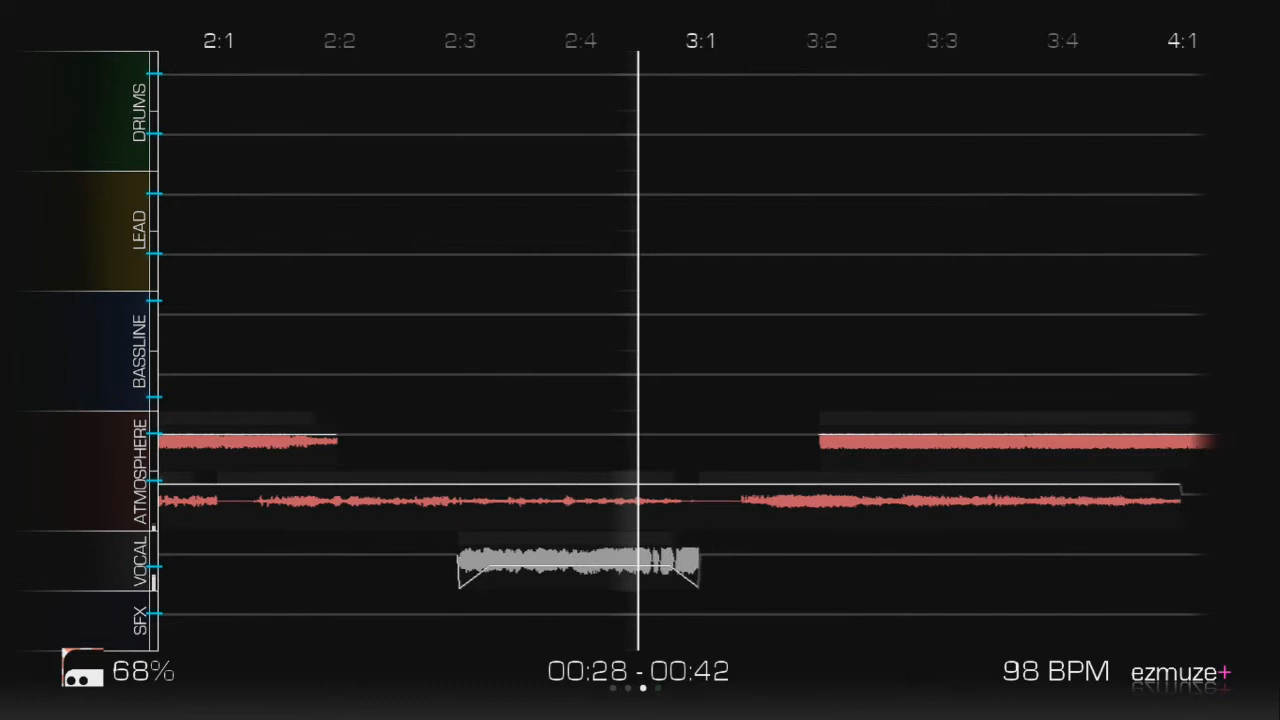 2:1 2:2 2:3 2:4 3:1 3:2 3:3 3:4 4:1
DRUMS
LEAD
BASSLINE
ATMOSPHERE
VOCAL
SFX
68% 00:28 - 00:42 98 BPM ezmuze+